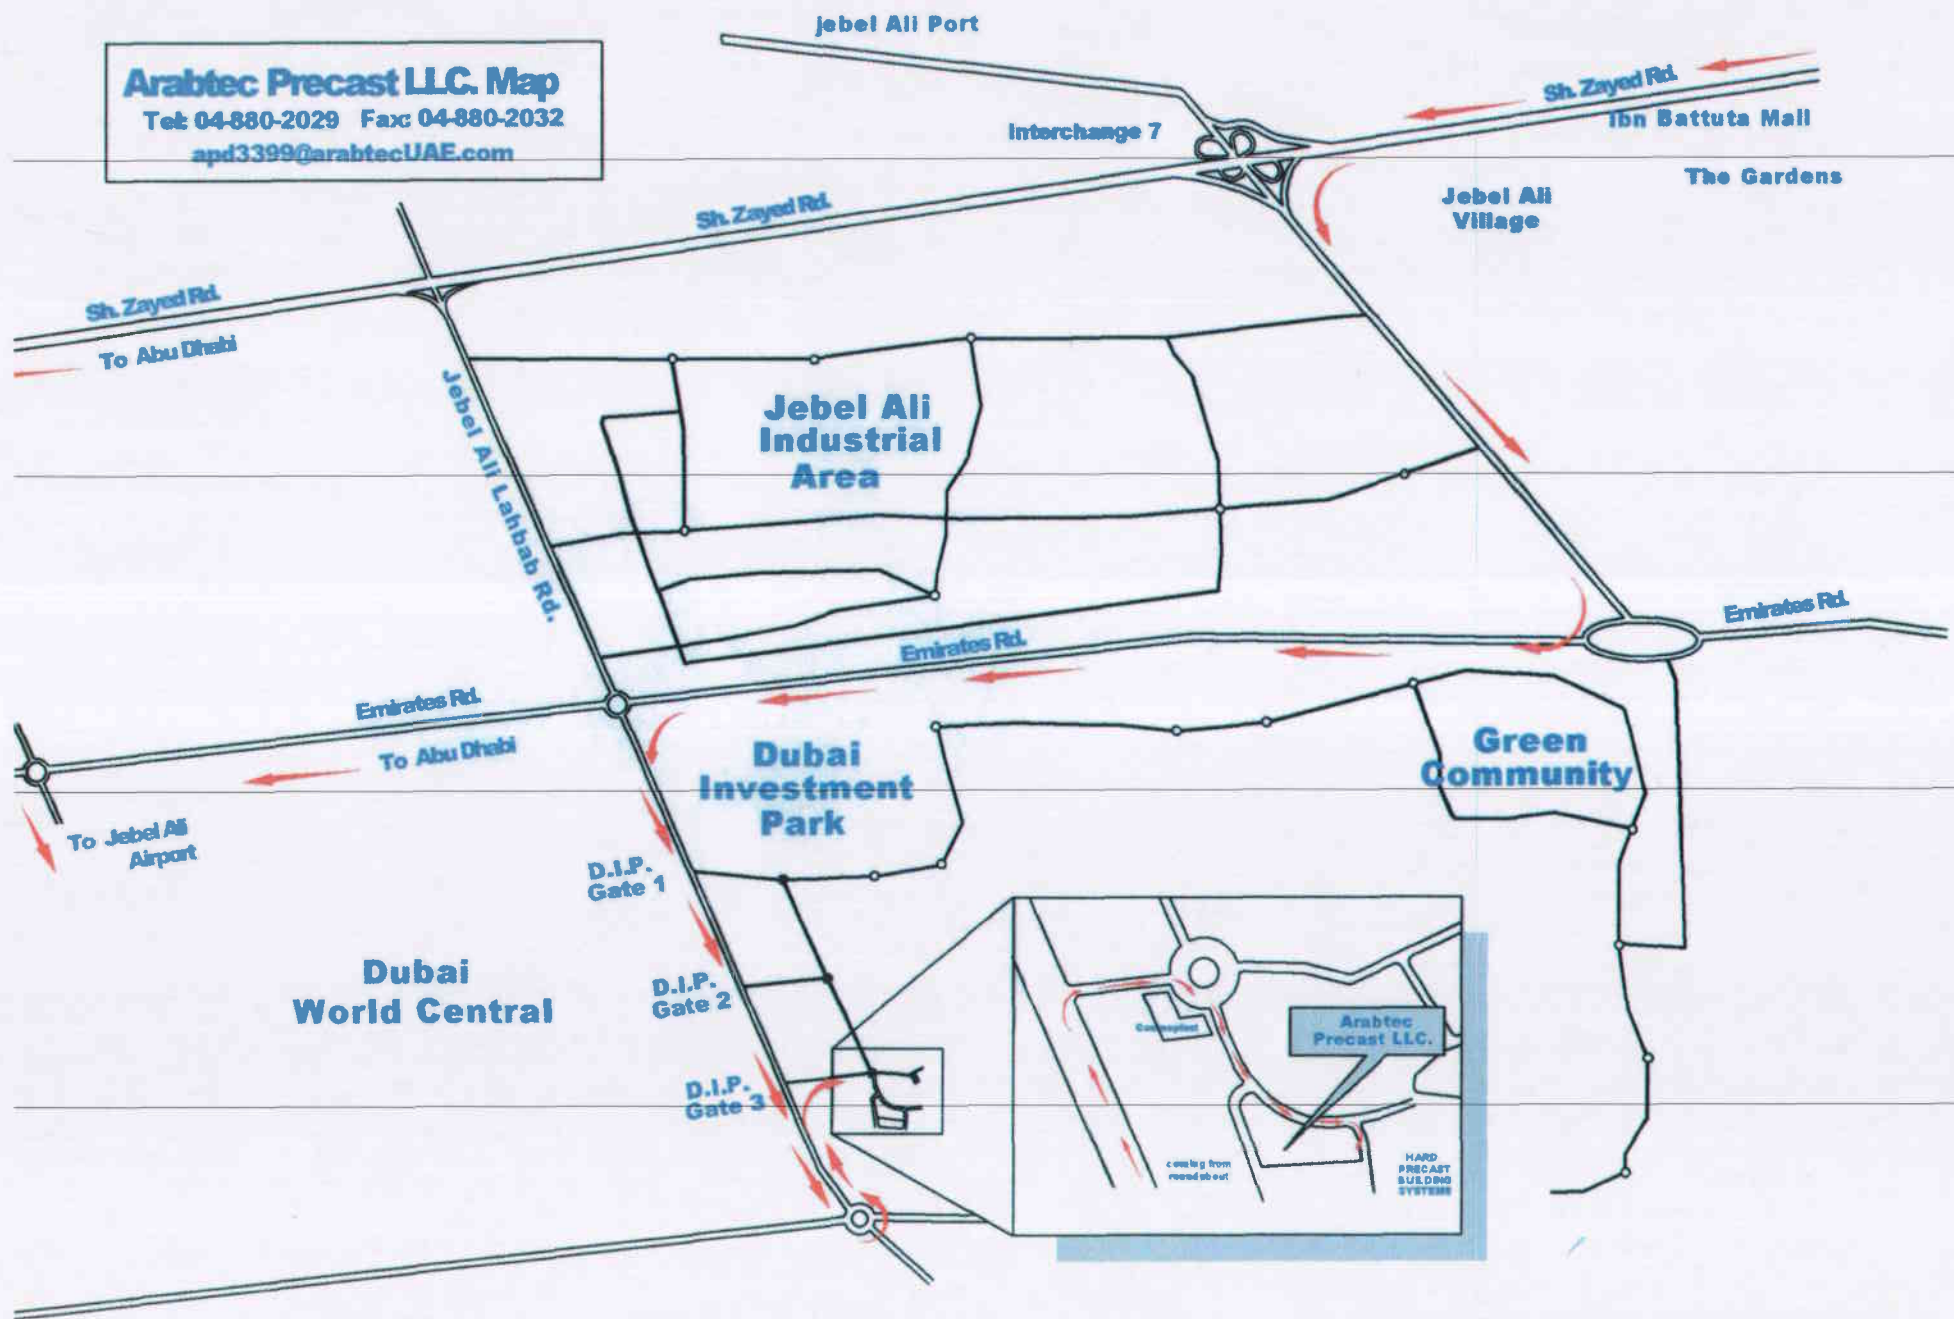 jebel Ali Port
Arabtec Precast LLC. Map
Tel: 04-880-2029 Fax: 04-880-2032
apd3399@arabtecUAE.com
Sh. Zayed Rd.
Ibn Battuta Mall
Interchange 7
The Gardens
Jebel Ali
Village
Sh. Zayed Rd.
Sh. Zayed Rd.
To Abu Dhabi
Jebel Ali Lahbab Rd.
Jebel Ali
Industrial
Area
Emirates Rd.
Emirates Rd.
Emirates Rd.
To Abu Dhabi
Dubai
Investment
Park
Green
Community
To Jebel Ali
Airport
D.I.P.
Gate 1
Dubai
World Central
D.I.P.
Gate 2
D.I.P.
Gate 3
Arabtec
Precast LLC.
coming from
roundabout
HARD
PRECAST
BUILDING
SYSTEMS